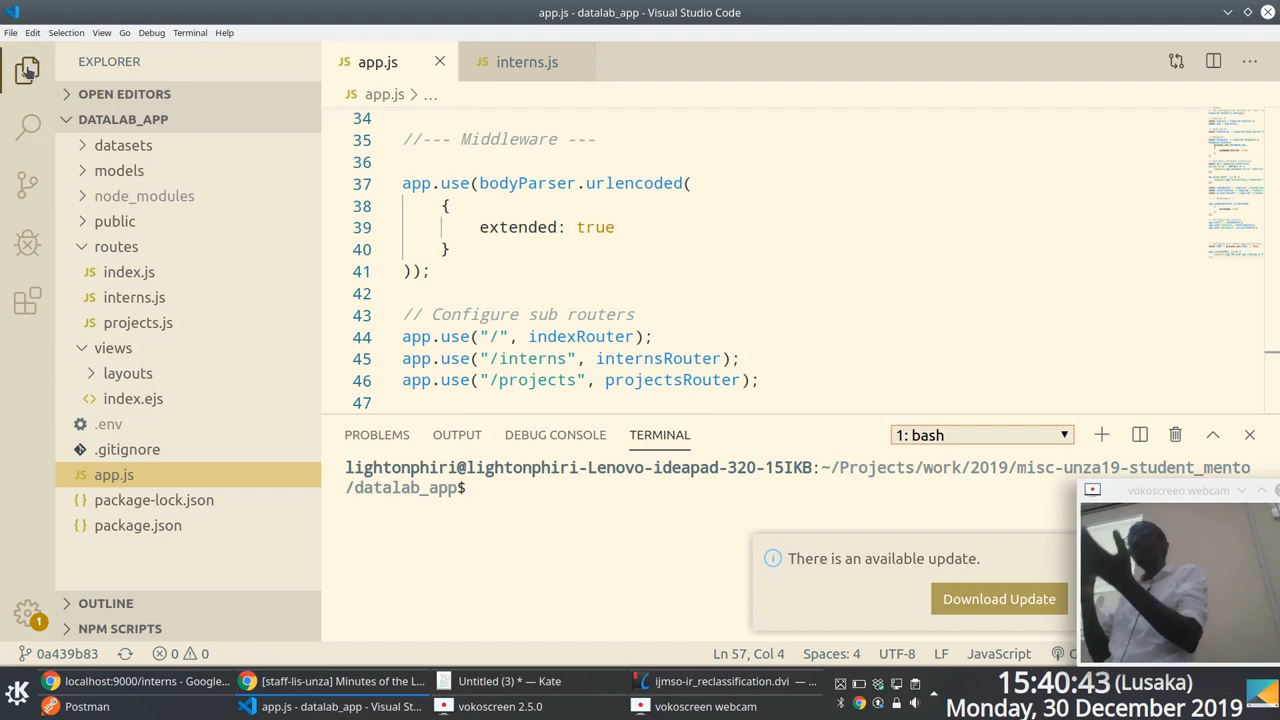 app.js - datalab_app - Visual Studio Code
File Edit Selection View Go Debug Terminal Help
EXPLORER
OPEN EDITORS
DATALAB_APP
datasets
models
node_modules
public
routes
JS index.js
JS interns.js
JS projects.js
views
layouts
<> index.ejs
.env
.gitignore
JS app.js
{} package-lock.json
{} package.json
OUTLINE
NPM SCRIPTS
1
JS app.js
JS interns.js
JS app.js > ...
34
35 //--- Middleware ---
36
37 app.use(bodyParser.urlencoded(
38 {
39 extended: true
40 }
41 ));
42
43 // Configure sub routers
44 app.use("/", indexRouter);
45 app.use("/interns", internsRouter);
46 app.use("/projects", projectsRouter);
47
PROBLEMS OUTPUT DEBUG CONSOLE TERMINAL 1: bash
lightonphiri@lightonphiri-Lenovo-ideapad-320-15IKB:~/Projects/work/2019/misc-unza19-student_mento
/datalab_app$
vokoscreen webcam
There is an available update.
Download Update
0a439b83 0 0 Ln 57, Col 4 Spaces: 4 UTF-8 LF JavaScript
localhost:9000/interns - Google...
[staff-lis-unza] Minutes of the L...
Untitled (3) * — Kate
ijmso-ir_reclassification.dvi — ...
Postman
app.js - datalab_app - Visual St...
vokoscreen 2.5.0
vokoscreen webcam
15:40:43 (Lusaka)
Monday, 30 December 2019